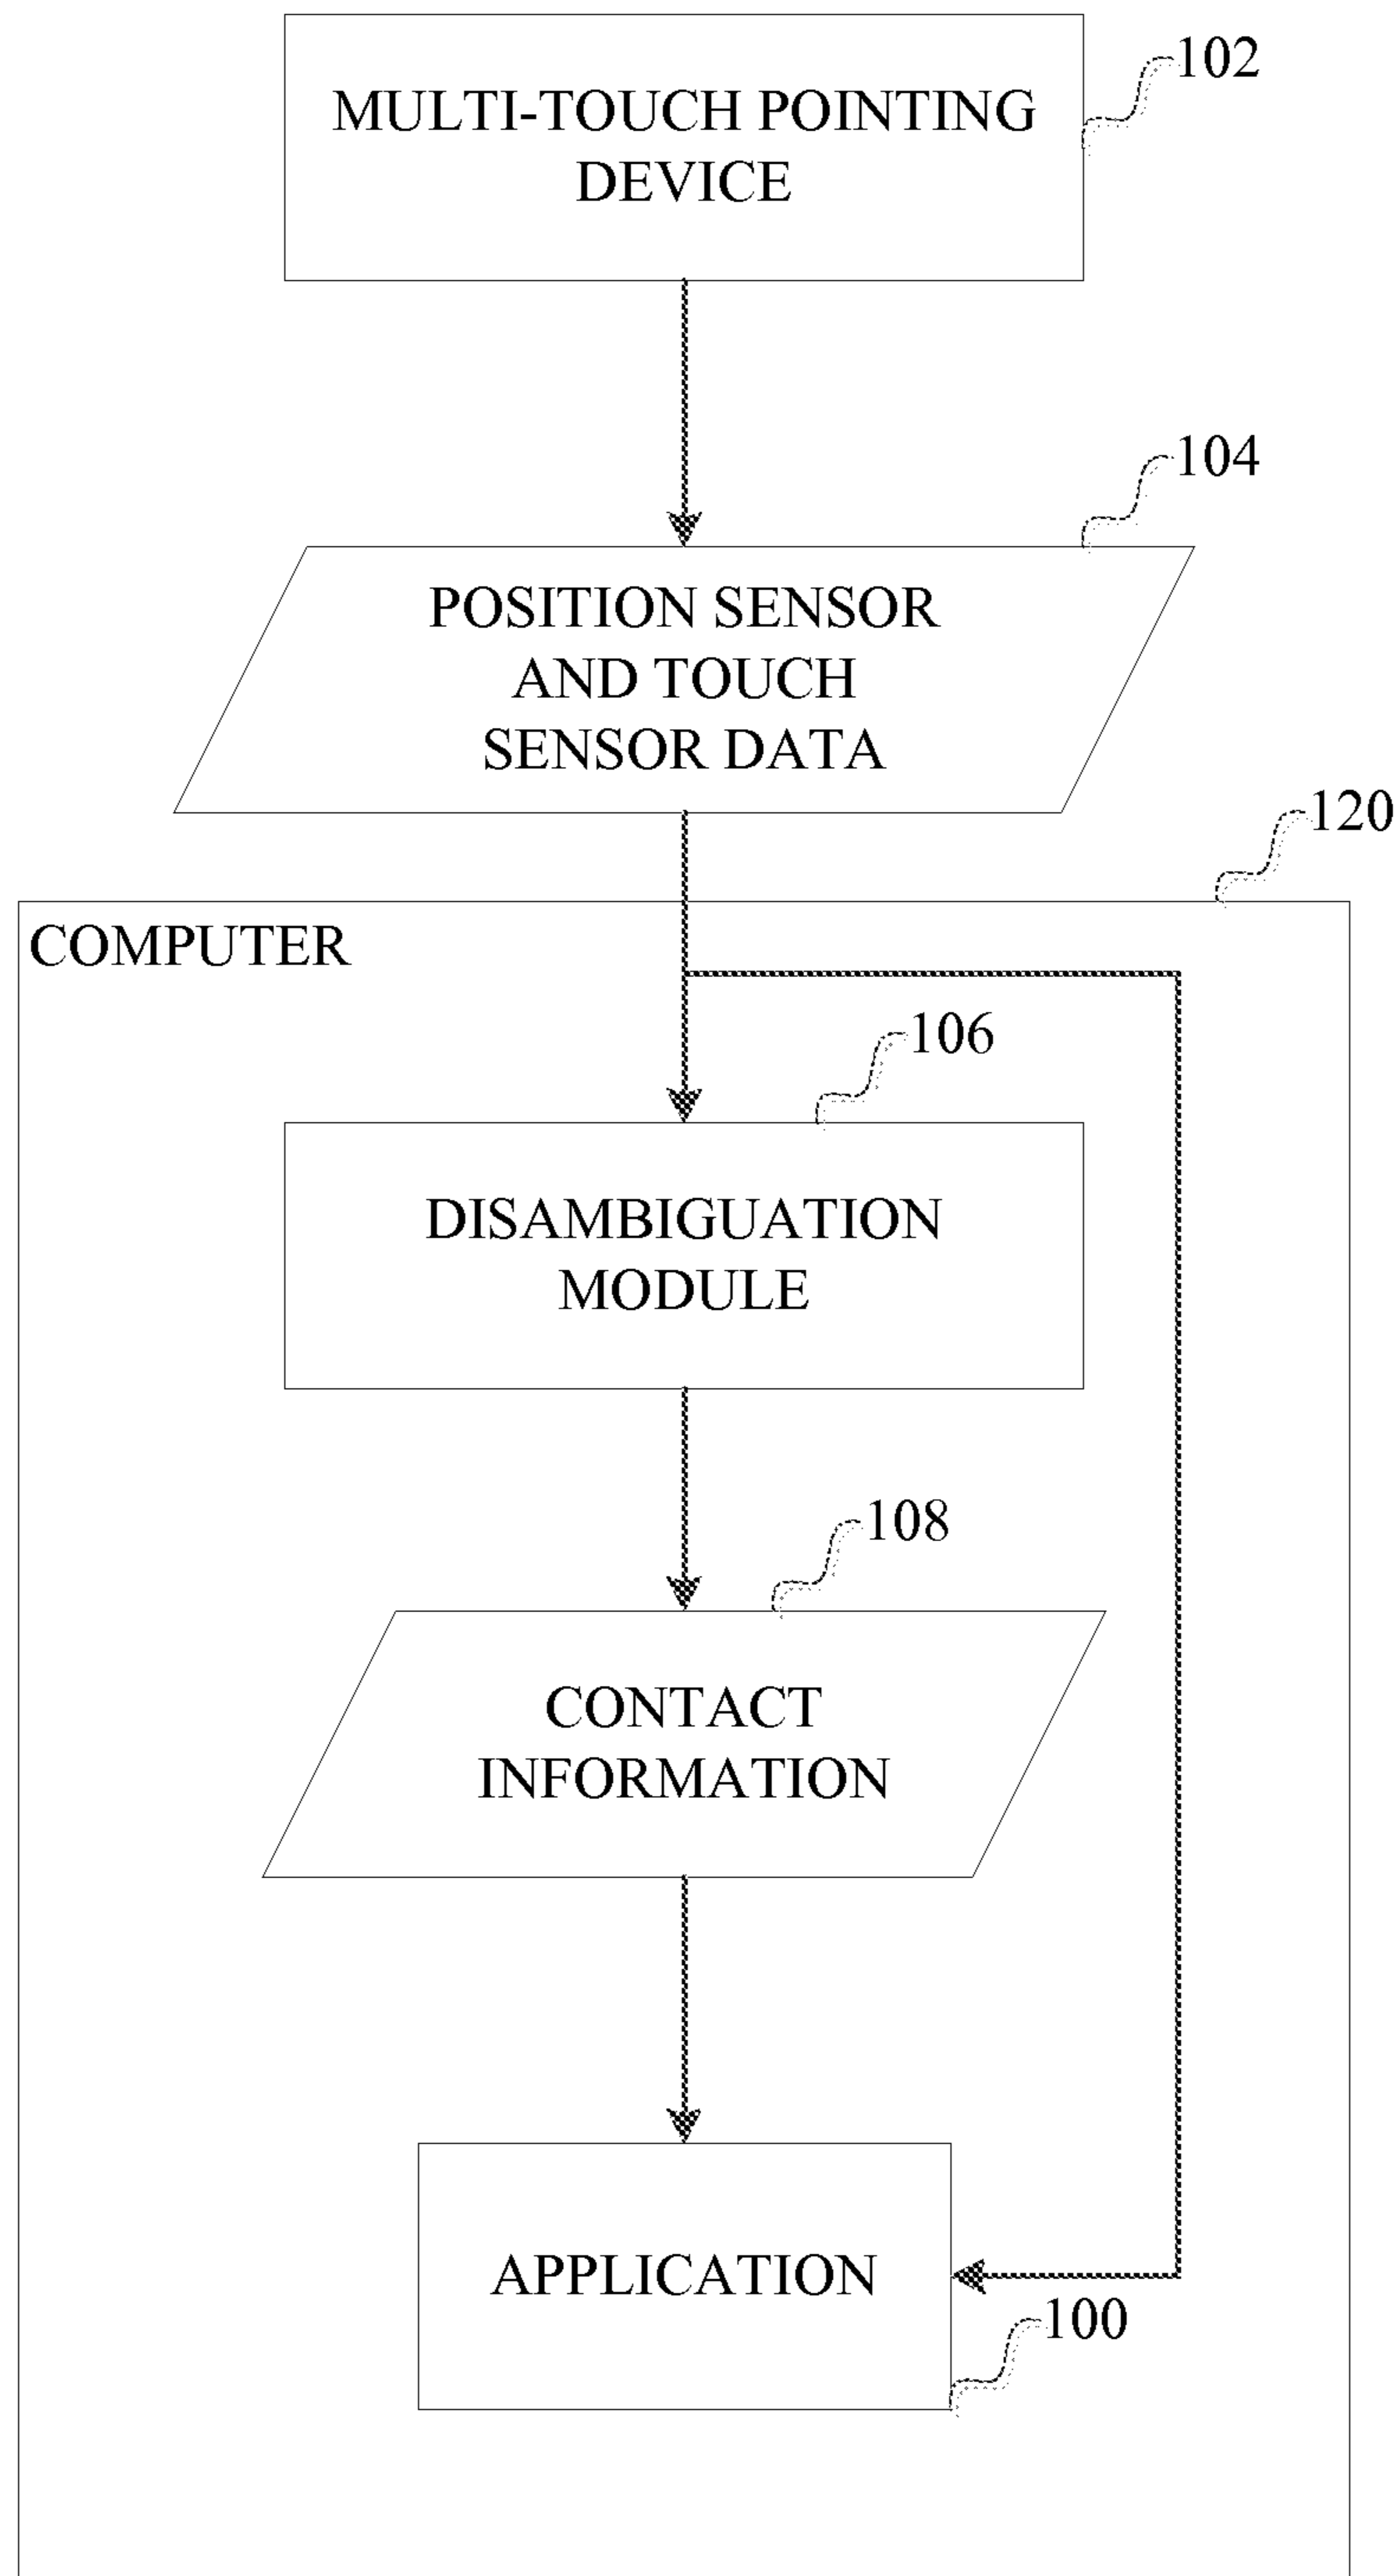 102
MULTI-TOUCH POINTING
DEVICE
104
POSITION SENSOR
AND TOUCH
SENSOR DATA
120
COMPUTER
106
DISAMBIGUATION
MODULE
108
CONTACT
INFORMATION
APPLICATION
100